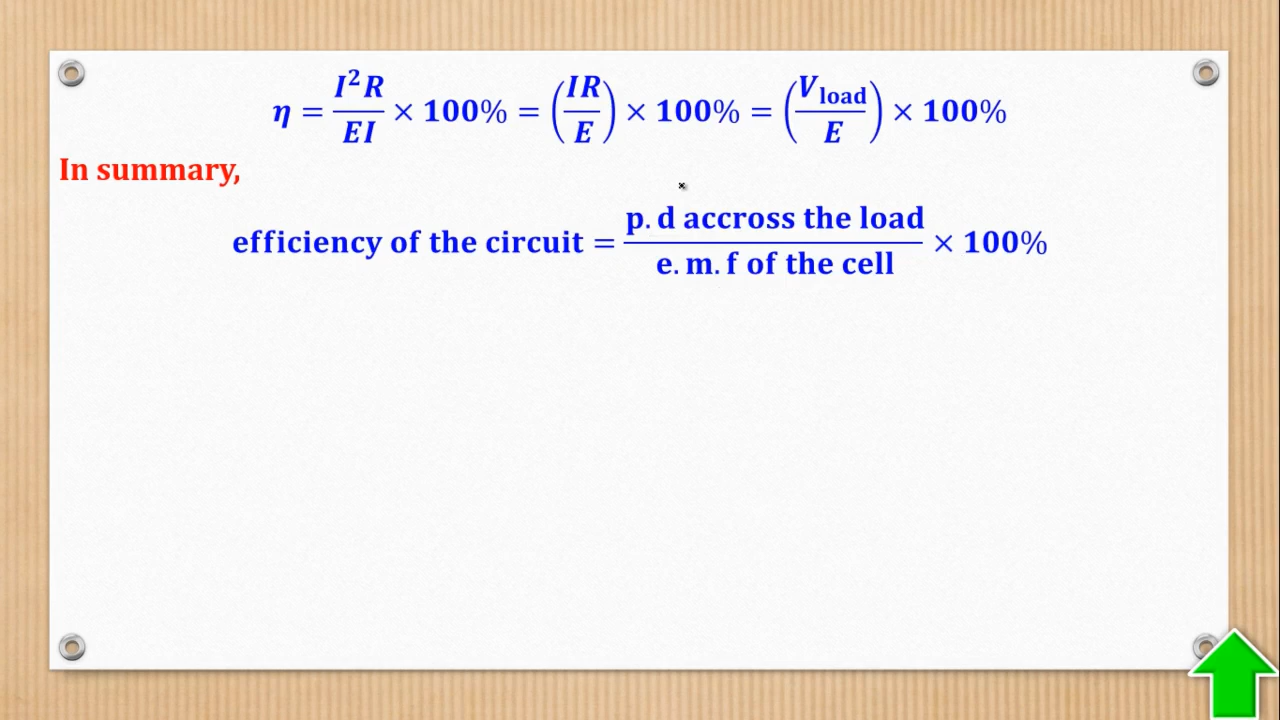 η = I²R/EI × 100% = (IR/E) × 100% = (V_load/E) × 100%
In summary,
efficiency of the circuit = p.d accross the load/e.m.f of the cell × 100%